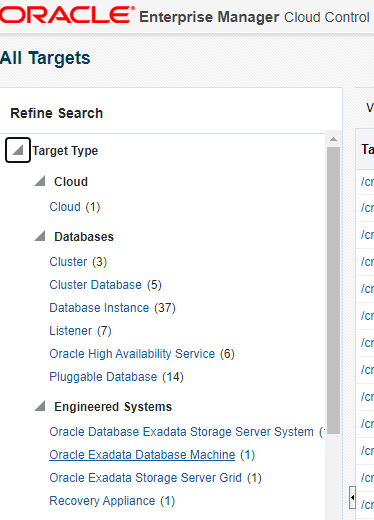 ORACLE® Enterprise Manager Cloud Control
All Targets
Refine Search
Target Type
Cloud
Cloud (1)
Databases
Cluster (3)
Cluster Database (5)
Database Instance (37)
Listener (7)
Oracle High Availability Service (6)
Pluggable Database (14)
Engineered Systems
Oracle Database Exadata Storage Server System
Oracle Exadata Database Machine (1)
Oracle Exadata Storage Server Grid (1)
Recovery Appliance (1)
V
Ta
/cr
/cr
/cr
/cr
/cr
/cr
/cr
/cr
/cr
/cr
/cr
/cr
/cr